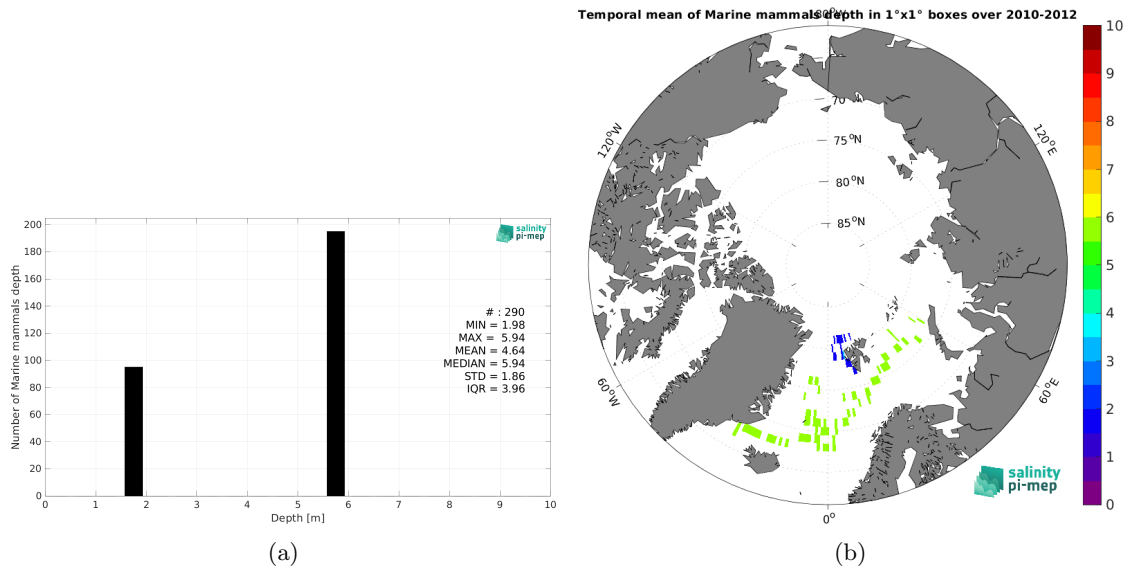 Temporal mean of Marine mammals depth in 1°x1° boxes over 2010-2012
180°W
120°W
120°E
60°W
60°E
0°
70°
75°N
80°N
85°N
10
9
8
7
6
5
4
3
2
1
0
salinity
pi-mep
200
180
160
140
120
100
80
60
40
20
0
Number of Marine mammals depth
salinity
pi-mep
# : 290
MIN = 1.98
MAX = 5.94
MEAN = 4.64
MEDIAN = 5.94
STD = 1.86
IQR = 3.96
0 1 2 3 4 5 6 7 8 9 10
Depth [m]
(a)
(b)